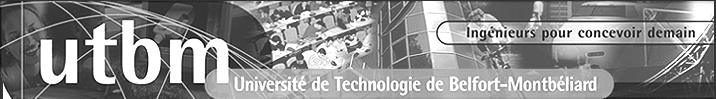 Ingénieurs pour concevoir demain
utbm
Université de Technologie de Belfort-Montbéliard